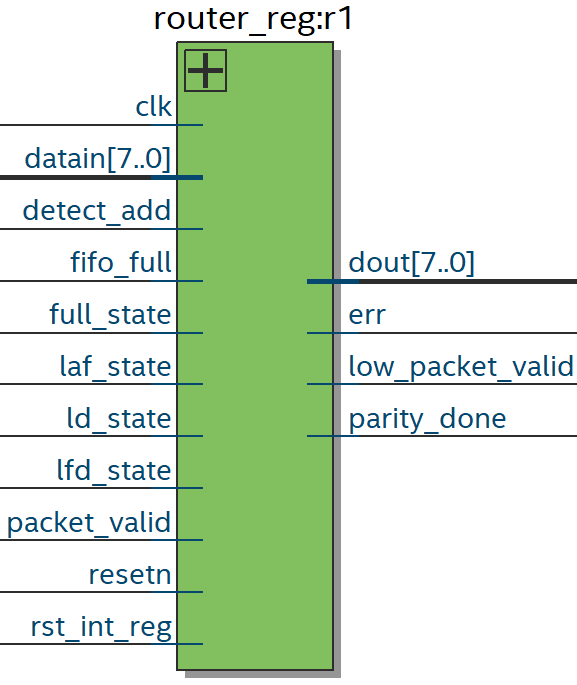 router_reg:r1
clk
datain[7..0]
detect_add
fifo_full
full_state
laf_state
ld_state
lfd_state
packet_valid
resetn
rst_int_reg
dout[7..0]
err
low_packet_valid
parity_done